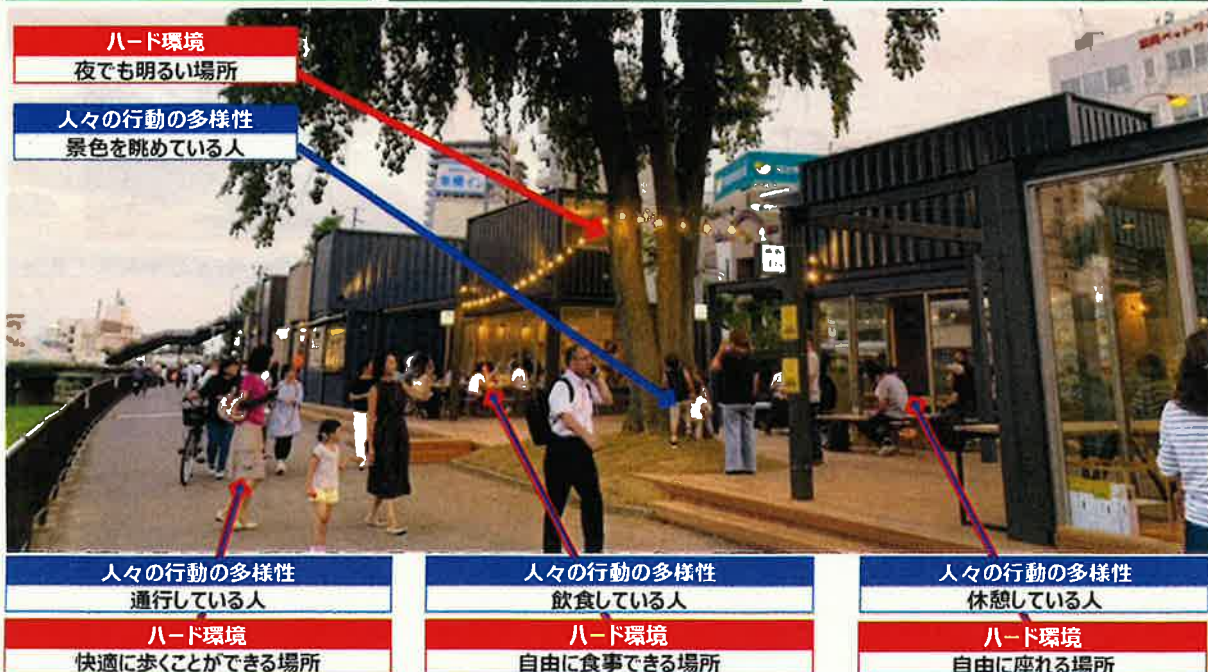 ハード環境
夜でも明るい場所
人々の行動の多様性
景色を眺めている人
人々の行動の多様性
通行している人
ハード環境
快適に歩くことができる場所
人々の行動の多様性
飲食している人
ハード環境
自由に食事できる場所
人々の行動の多様性
休憩している人
ハード環境
自由に座れる場所